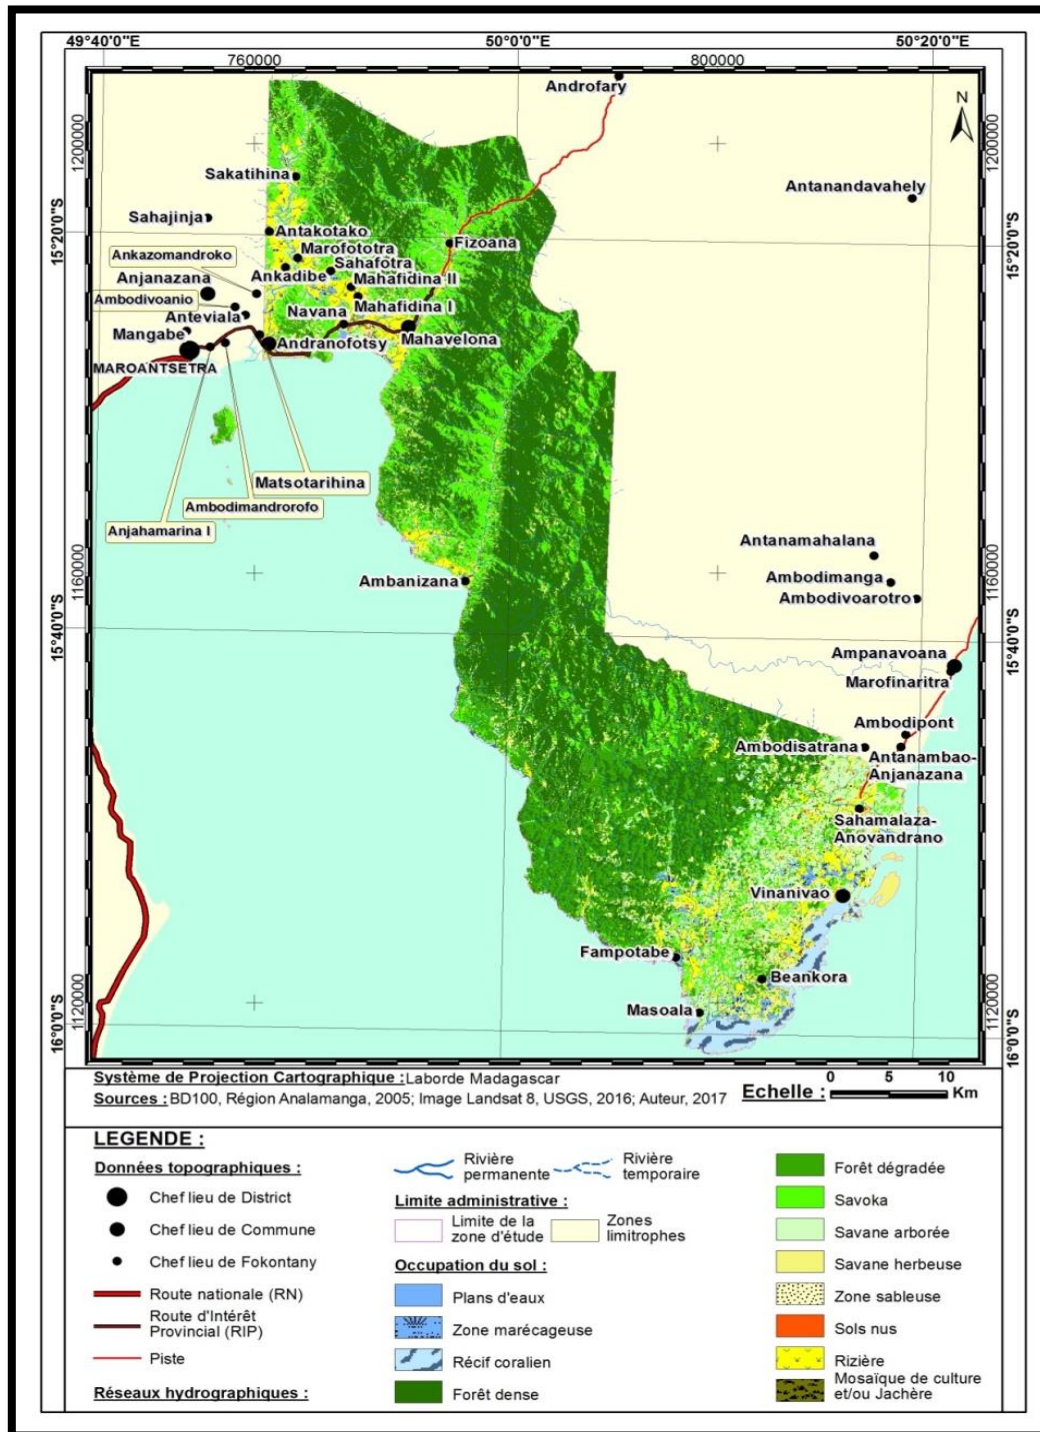 49°40'0"E
50°0'0"E
50°20'0"E
760000
800000
Androfary
N
1200000
1200000
Sakatihina
Antanandavahely
Sahajinja
15°20'0"S
15°20'0"S
Antakotako
Fizoana
Ankazomandroko
Marofototra
Sahafotra
Ankadibe
Anjanazana
Mahafidina II
Ambodivoanio
Mahafidina I
Anteviala
Navana
Mangabe
Andranofotsy
Mahavelona
MAROANTSETRA
Matsotarihina
Ambodimandrorofo
Anjahamarina I
Antanamahalana
1160000
1160000
Ambanizana
Ambodimanga
Ambodivoarotro
15°40'0"S
15°40'0"S
Ampanavoana
Marofinaritra
Ambodipont
Ambodisatrana
Antanambao-
Anjanazana
Sahamalaza-
Anovandrano
Vinanivao
Fampotabe
Beankora
Masoala
1120000
1120000
16°0'0"S
16°0'0"S
Système de Projection Cartographique : Laborde Madagascar
Sources : BD100, Région Analamanga, 2005; Image Landsat 8, USGS, 2016; Auteur, 2017
Echelle :
0 5 10
Km
LEGENDE :
Données topographiques :
Chef lieu de District
Chef lieu de Commune
Chef lieu de Fokontany
Route nationale (RN)
Route d'Intérêt
Provincial (RIP)
Piste
Réseaux hydrographiques :
Rivière
permanente
Rivière
temporaire
Limite administrative :
Limite de la
zone d'étude
Zones
limitrophes
Occupation du sol :
Plans d'eaux
Zone marécageuse
Récif coralien
Forêt dense
Forêt dégradée
Savoka
Savane arborée
Savane herbeuse
Zone sableuse
Sols nus
Rizière
Mosaïque de culture
et/ou Jachère